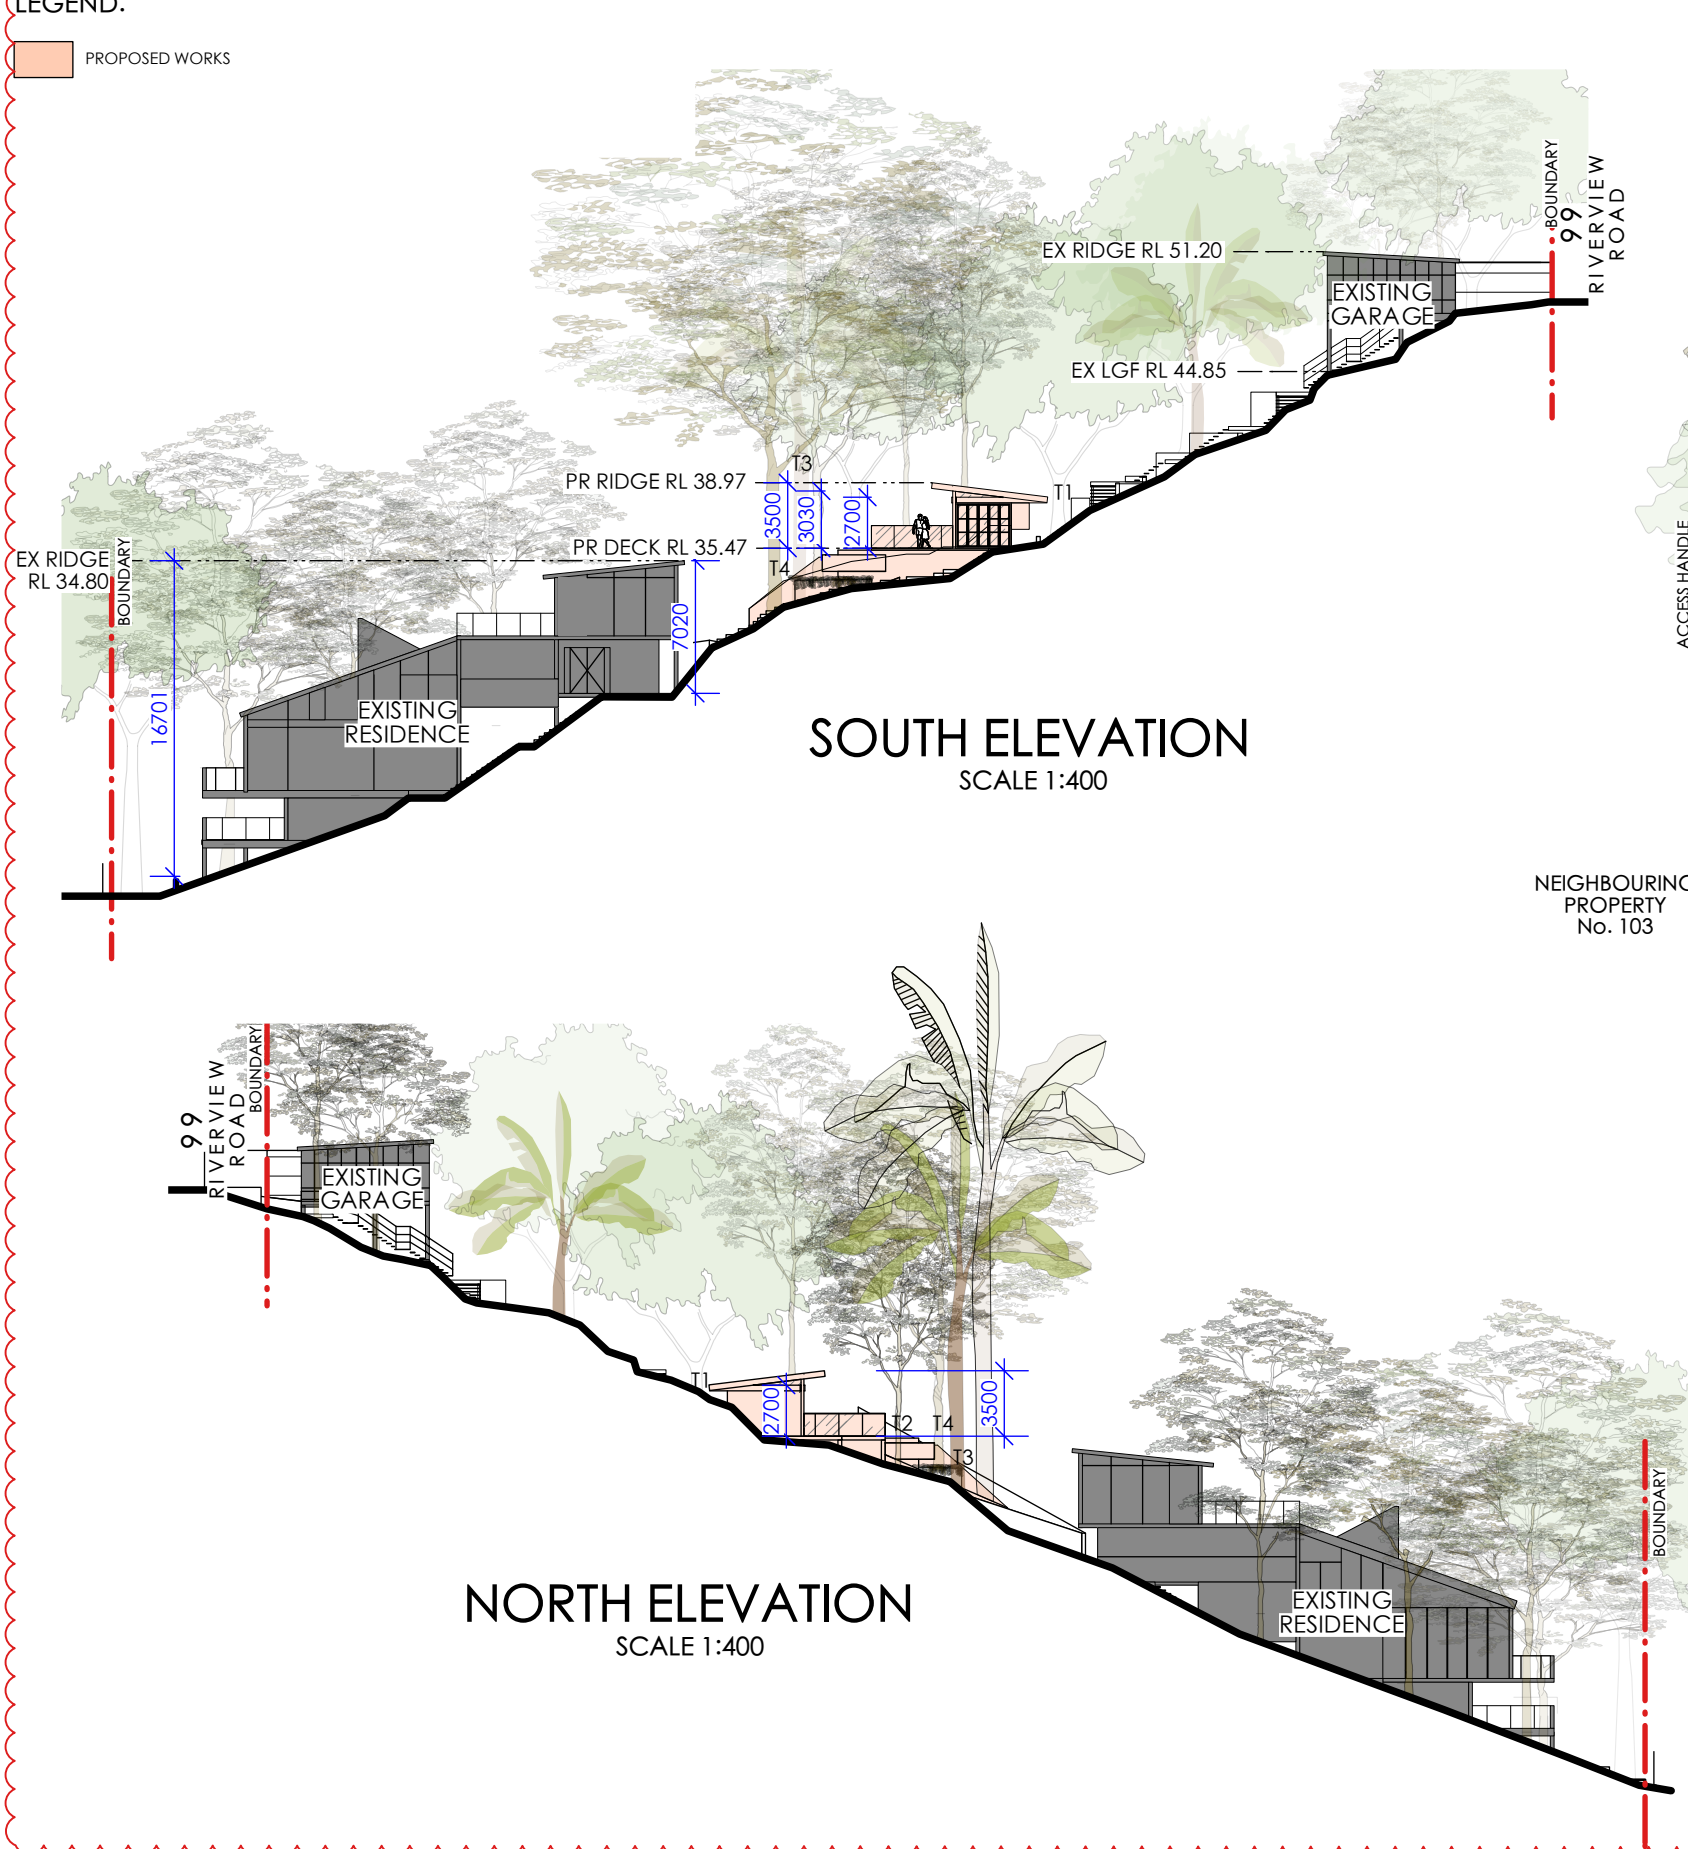 LEGEND:
PROPOSED WORKS
BOUNDARY
99
RIVERVIEW
ROAD
EX RIDGE RL 51.20
EXISTING
GARAGE
EX LGF RL 44.85
T3
PR RIDGE RL 38.97
T1
3500
3030
2700
PR DECK RL 35.47
T4
EX RIDGE
RL 34.80
BOUNDARY
7020
16701
EXISTING
RESIDENCE
SOUTH ELEVATION
SCALE 1:400
ACCESS HANDLE
NEIGHBOURING
PROPERTY
No. 103
99
RIVERVIEW
ROAD
BOUNDARY
EXISTING
GARAGE
T1
2700
3500
T2
T4
T3
BOUNDARY
EXISTING
RESIDENCE
NORTH ELEVATION
SCALE 1:400